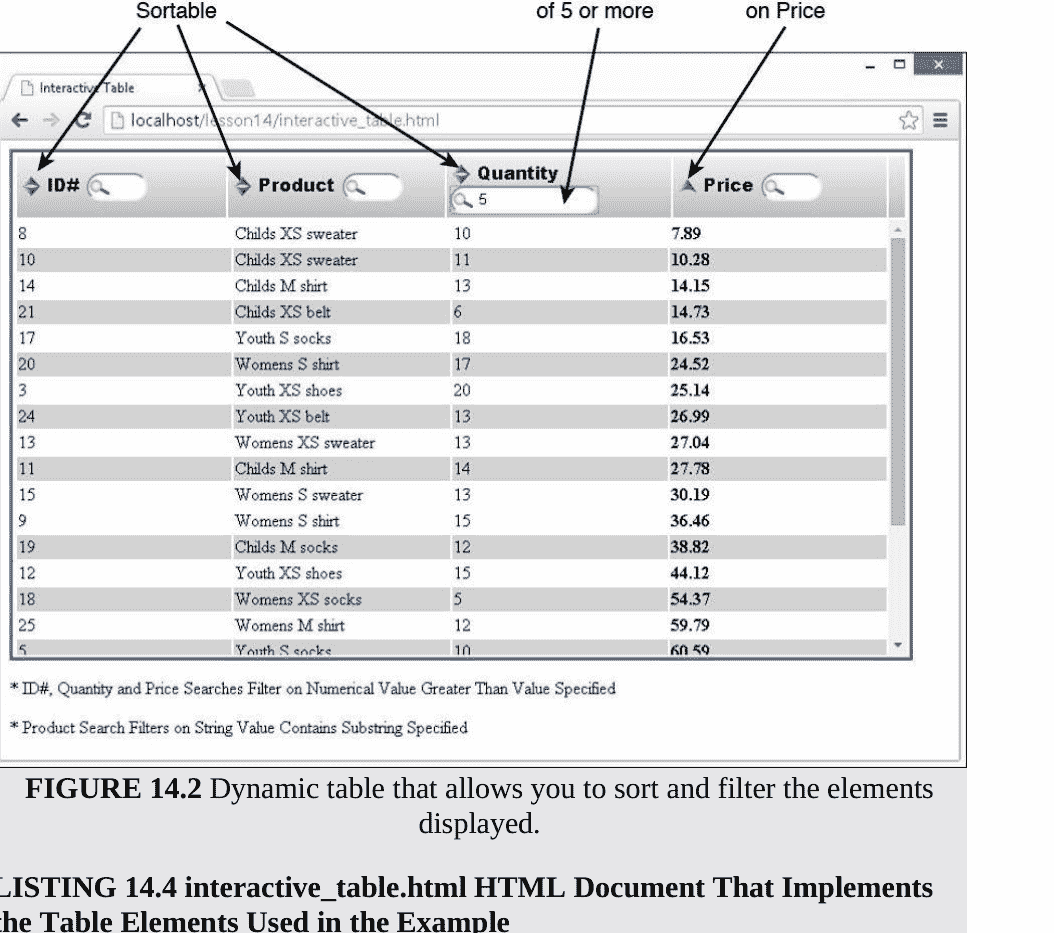 Sortable of 5 or more on Price
Interactive Table
localhost/lesson14/interactive_table.html
ID# Product Quantity Price
5
8 Childs XS sweater 10 7.89
10 Childs XS sweater 11 10.28
14 Childs M shirt 13 14.15
21 Childs XS belt 6 14.73
17 Youth S socks 18 16.53
20 Womens S shirt 17 24.52
3 Youth XS shoes 20 25.14
24 Youth XS belt 13 26.99
13 Womens XS sweater 13 27.04
11 Childs M shirt 14 27.78
15 Womens S sweater 13 30.19
9 Womens S shirt 15 36.46
19 Childs M socks 12 38.82
12 Youth XS shoes 15 44.12
18 Womens XS socks 5 54.37
25 Womens M shirt 12 59.79
5 Youth S socks 10 60.59
* ID#, Quantity and Price Searches Filter on Numerical Value Greater Than Value Specified
* Product Search Filters on String Value Contains Substring Specified
FIGURE 14.2 Dynamic table that allows you to sort and filter the elements
displayed.
LISTING 14.4 interactive_table.html HTML Document That Implements
the Table Elements Used in the Example